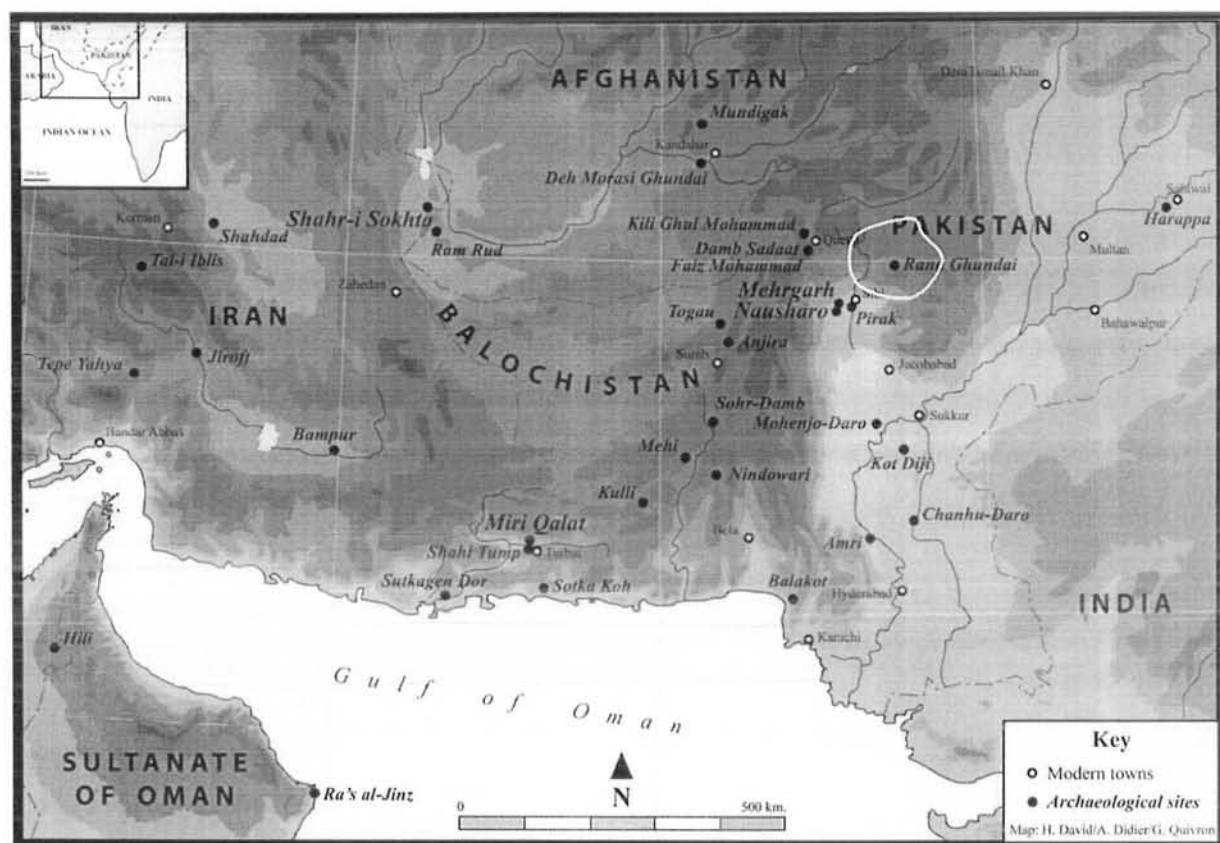 IRAN
PAKISTAN
ARABIA
INDIA
INDIAN OCEAN
AFGHANISTAN
Dera Ismail Khan
Mundigak
Kandahar
Deh Morasi Ghundai
Sahiwal
Harappa
Kerman
Shahdad
Shahr-i Sokhta
Ram Rud
Kili Ghul Mohammad
Quetta
PAKISTAN
Multan
Damb Sadaat
Tal-i Iblis
Faiz Mohammad
Rana Ghundai
Zahedan
Mehrgarh
Sibi
IRAN
BALOCHISTAN
Togau
Nausharo
Pirak
Bahawalpur
Anjira
Jiroft
Tepe Yahya
Surab
Jacobabad
Sohr-Damb
Mohenjo-Daro
Sukkur
Bandar Abbas
Bampur
Mehi
Kot Diji
Nindowari
Kulli
Miri Qalat
Chanhu-Daro
Bela
Amri
Shahi Tump
Turbat
Sutkagen Dor
Sotka Koh
Balakot
Hyderabad
INDIA
Hili
Karachi
Gulf of Oman
SULTANATE
OF OMAN
Ra's al-Jinz
N
0
500 km.
Key
Modern towns
Archaeological sites
Map: H. David/A. Didier/G. Quivron